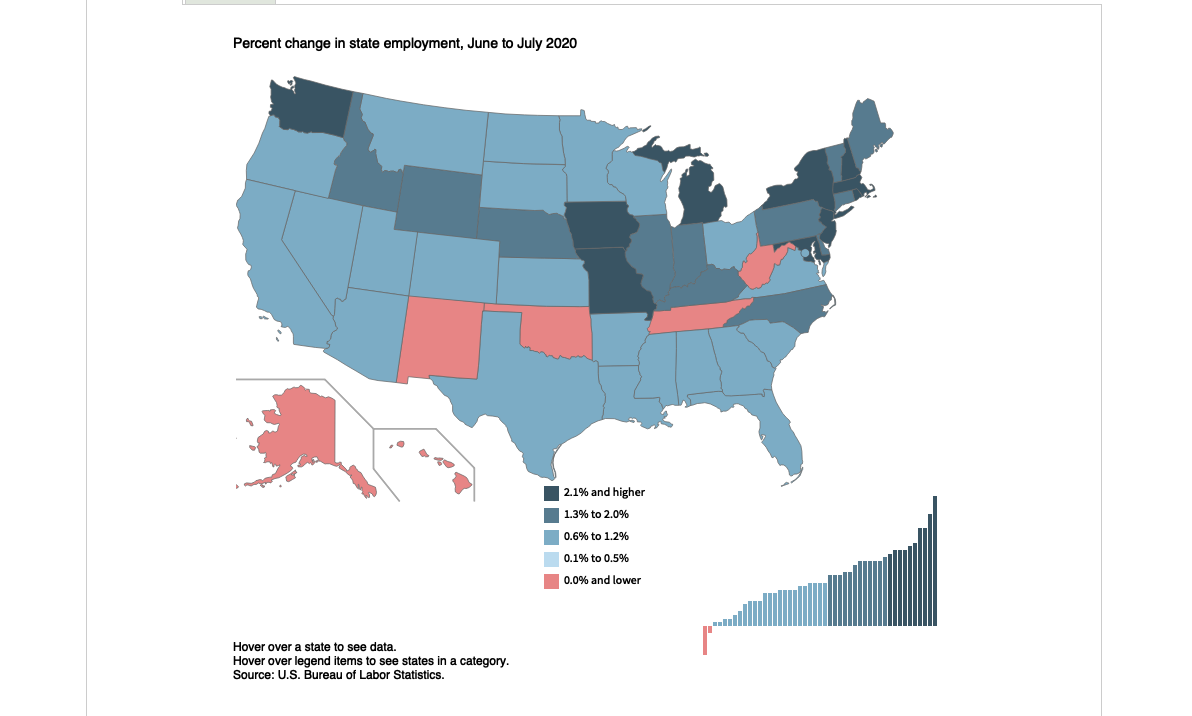 Percent change in state employment, June to July 2020
2.1% and higher
1.3% to 2.0%
0.6% to 1.2%
0.1% to 0.5%
0.0% and lower
Hover over a state to see data.
Hover over legend items to see states in a category.
Source: U.S. Bureau of Labor Statistics.